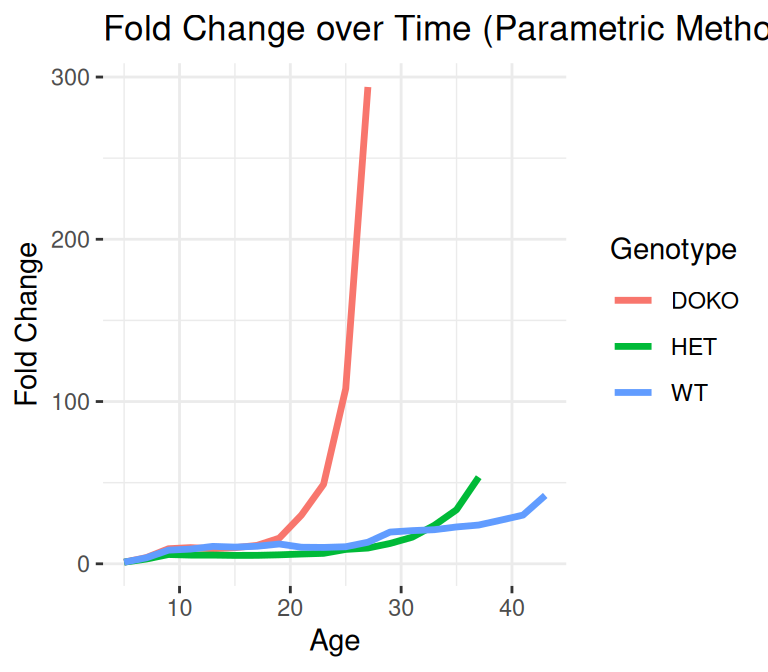 Fold Change over Time (Parametric Metho
300
200
100
0
Fold Change
10 20 30 40
Age
Genotype
DOKO
HET
WT